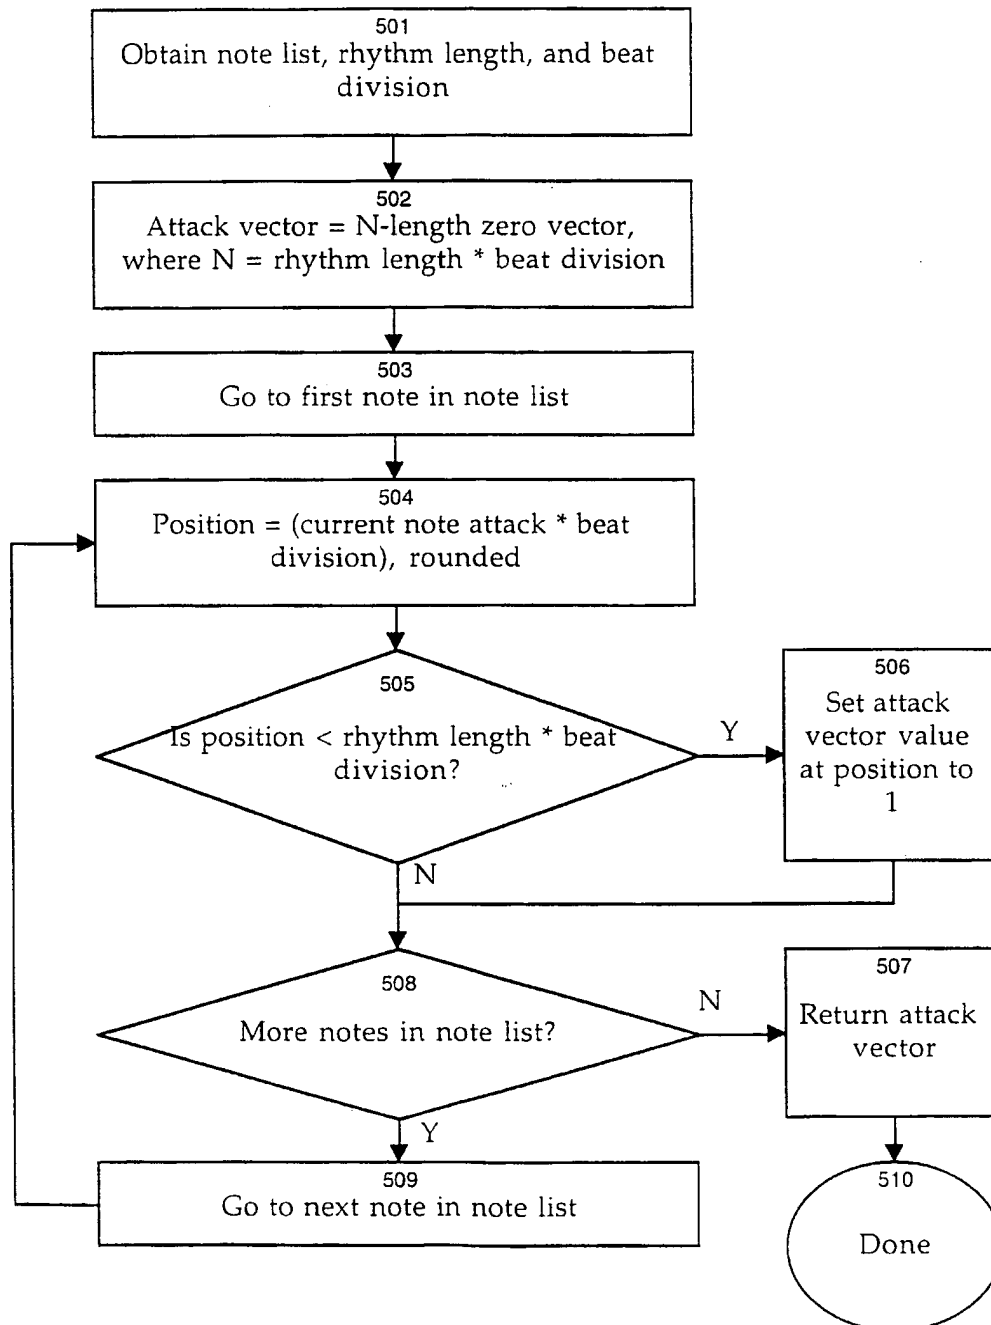 501
Obtain note list, rhythm length, and beat
division
502
Attack vector = N-length zero vector,
where N = rhythm length * beat division
503
Go to first note in note list
504
Position = (current note attack * beat
division), rounded
505
Is position < rhythm length * beat
division?
Y
506
Set attack
vector value
at position to
1
N
508
More notes in note list?
N
507
Return attack
vector
Y
509
Go to next note in note list
510
Done